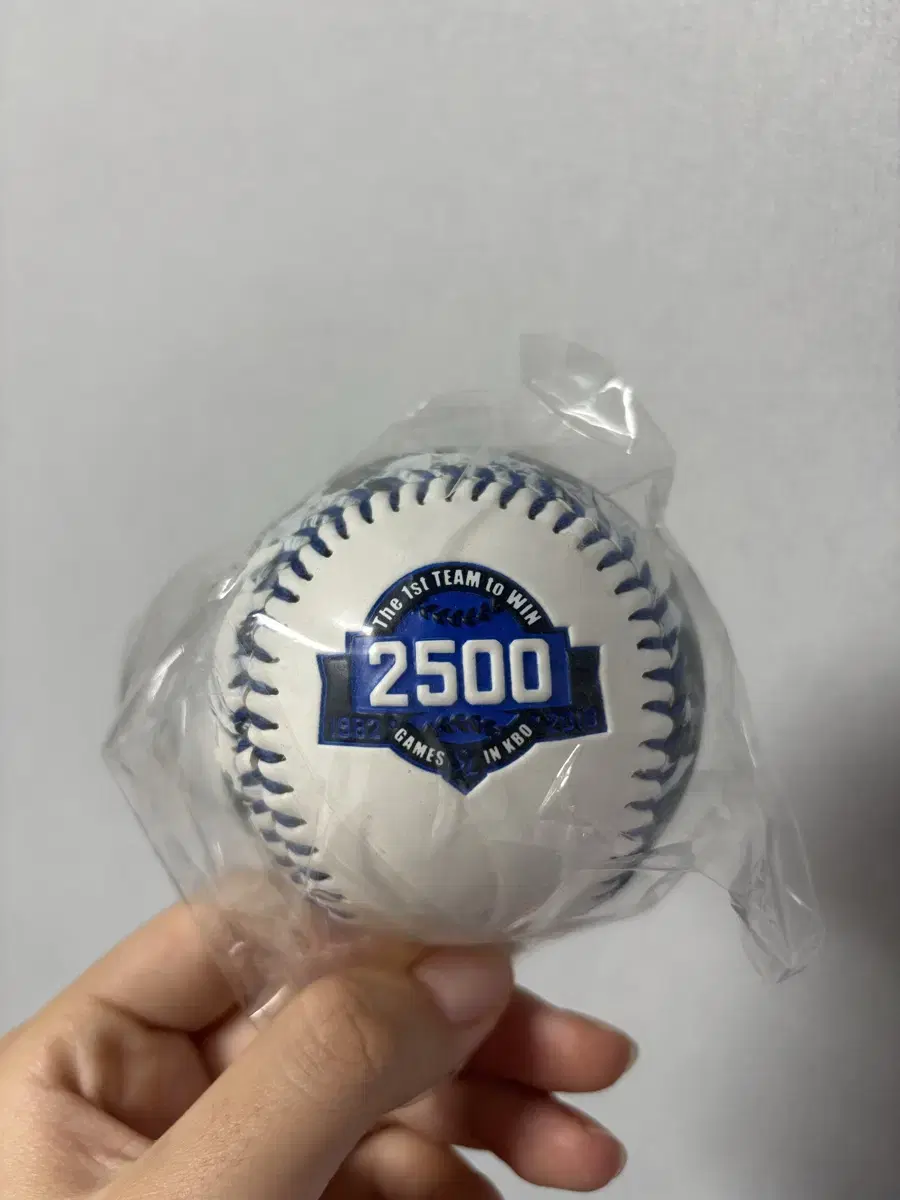 The 1st TEAM to WIN
2500
1982
GAMES IN KBO